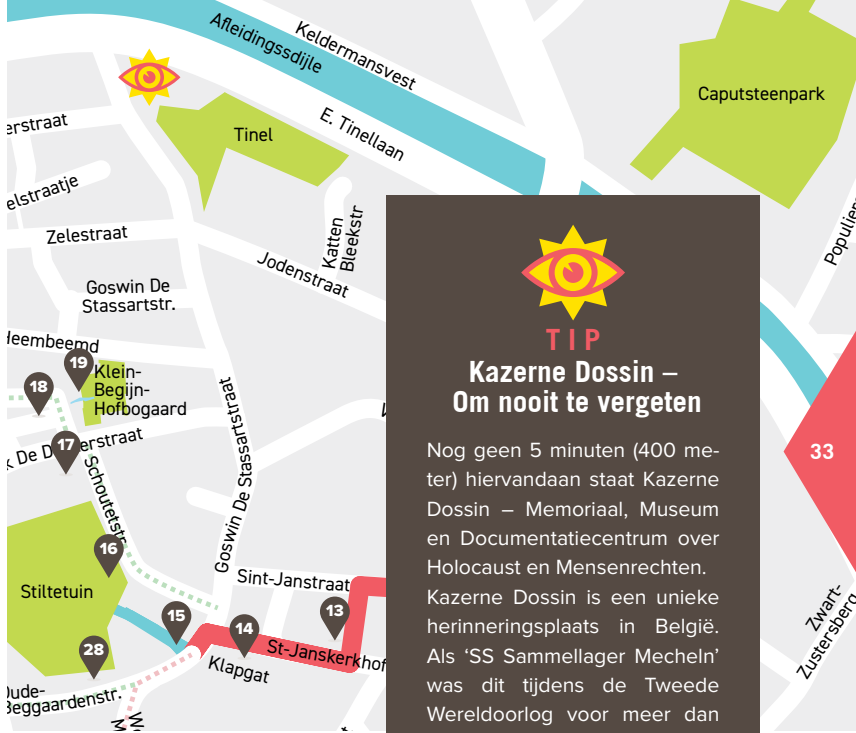 Afleidingssdijle
Keldermansvest
E. Tinellaan
Caputsteenpark
Tinel
erstraat
elstraatje
Zelestraat
Katten
Bleekstr
Jodenstraat
Goswin De
Stassartstr.
Heembeemd
19
Klein-
Begijn-
Hofbogaard
18
17
Schoutetstr.
Goswin De Stassartstraat
16
Stiltetuin
Sint-Janstraat
15
14
13
St-Janskerkhof
Klapgat
28
Oude-
Beggaardenstr.
TIP
Kazerne Dossin –
Om nooit te vergeten
Nog geen 5 minuten (400 me-
ter) hiervandaan staat Kazerne
Dossin – Memoriaal, Museum
en Documentatiecentrum over
Holocaust en Mensenrechten.
Kazerne Dossin is een unieke
herinneringsplaats in België.
Als ‘SS Sammellager Mecheln’
was dit tijdens de Tweede
Wereldoorlog voor meer dan
Populier
33
Zwart-
Zustersberg